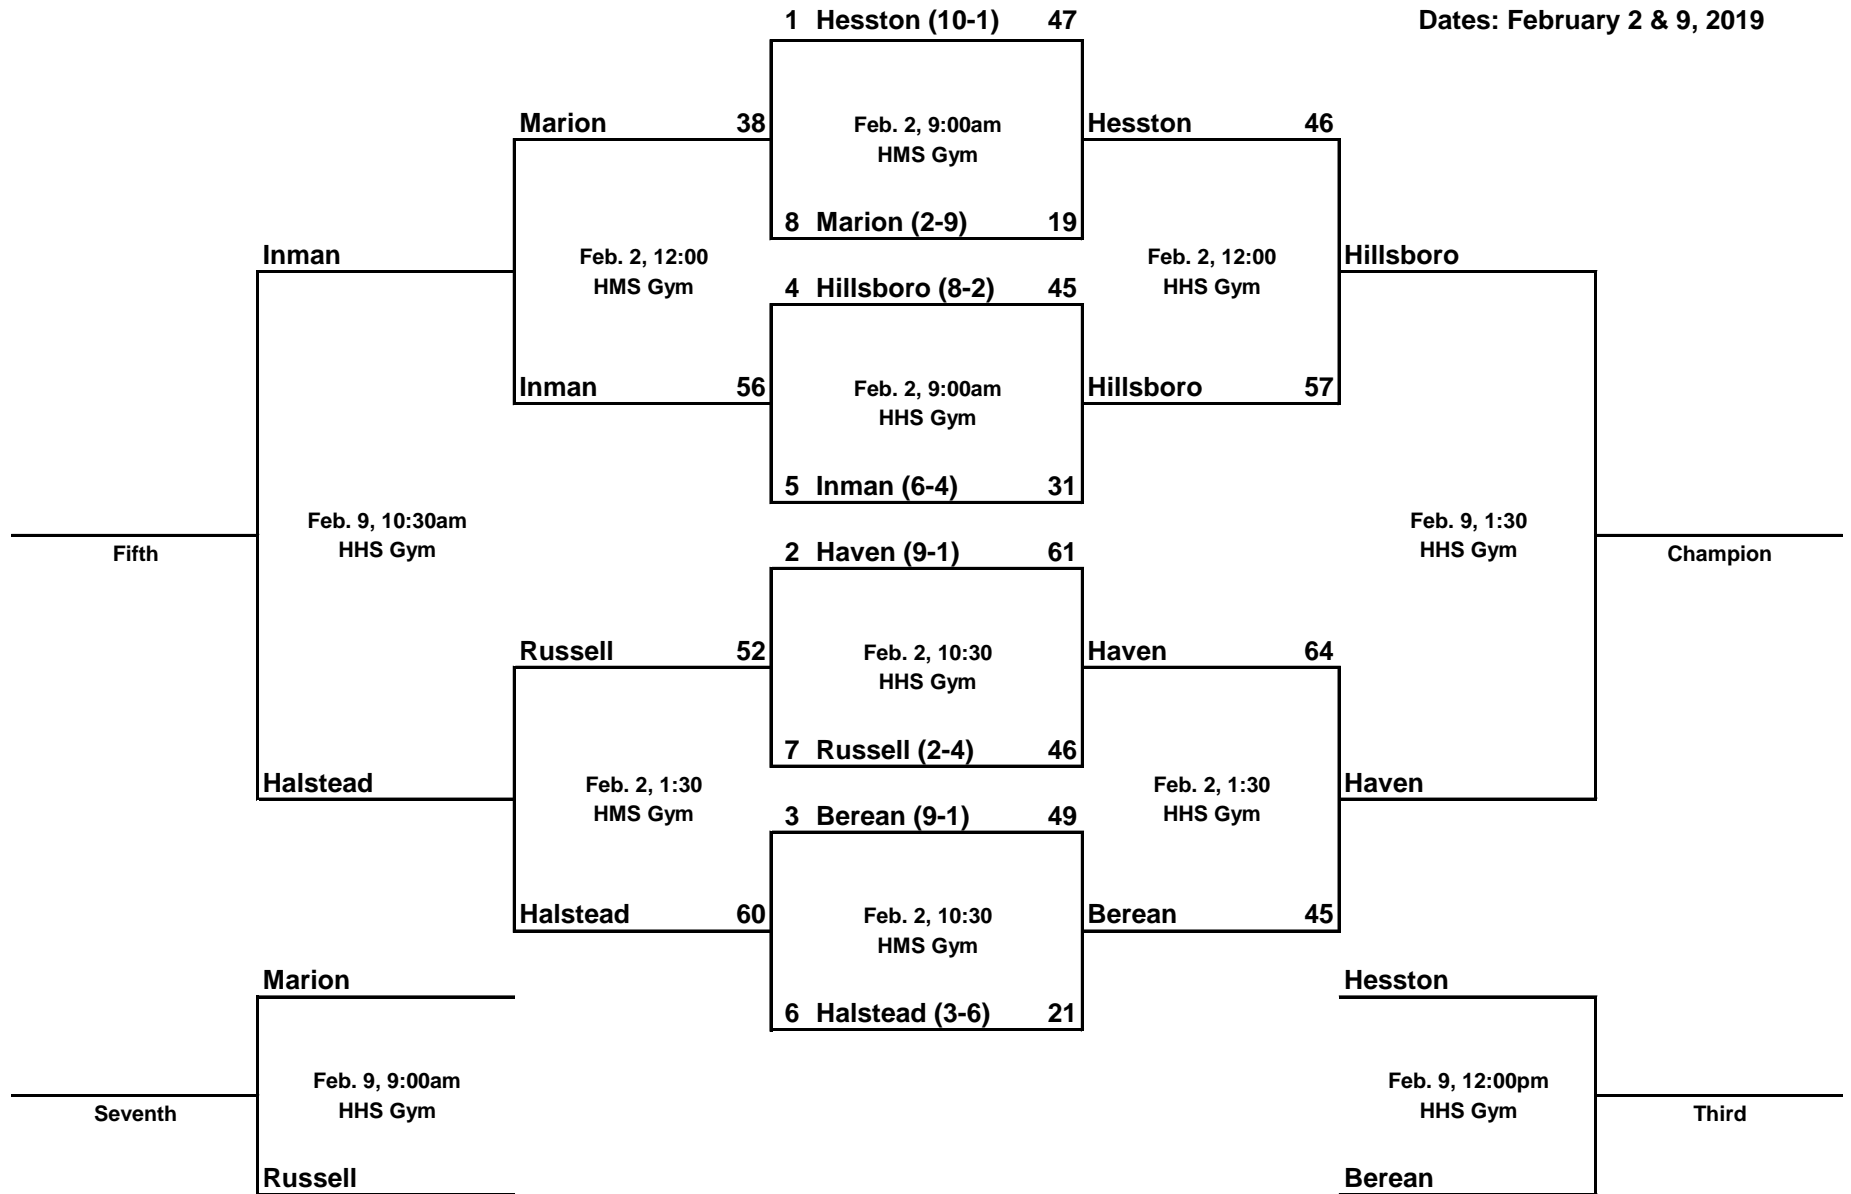 1 Hesston (10-1) 47
Dates: February 2 & 9, 2019
Marion 38
Feb. 2, 9:00am
HMS Gym
Hesston 46
8 Marion (2-9) 19
Inman
Feb. 2, 12:00
HMS Gym
4 Hillsboro (8-2) 45
Feb. 2, 12:00
HHS Gym
Hillsboro
Inman 56
Feb. 2, 9:00am
HHS Gym
Hillsboro 57
5 Inman (6-4) 31
Fifth
Feb. 9, 10:30am
HHS Gym
2 Haven (9-1) 61
Feb. 9, 1:30
HHS Gym
Champion
Russell 52
Feb. 2, 10:30
HHS Gym
Haven 64
7 Russell (2-4) 46
Halstead
Feb. 2, 1:30
HMS Gym
3 Berean (9-1) 49
Feb. 2, 1:30
HHS Gym
Haven
Halstead 60
Feb. 2, 10:30
HMS Gym
Berean 45
Marion
6 Halstead (3-6) 21
Hesston
Seventh
Feb. 9, 9:00am
HHS Gym
Feb. 9, 12:00pm
HHS Gym
Third
Russell
Berean